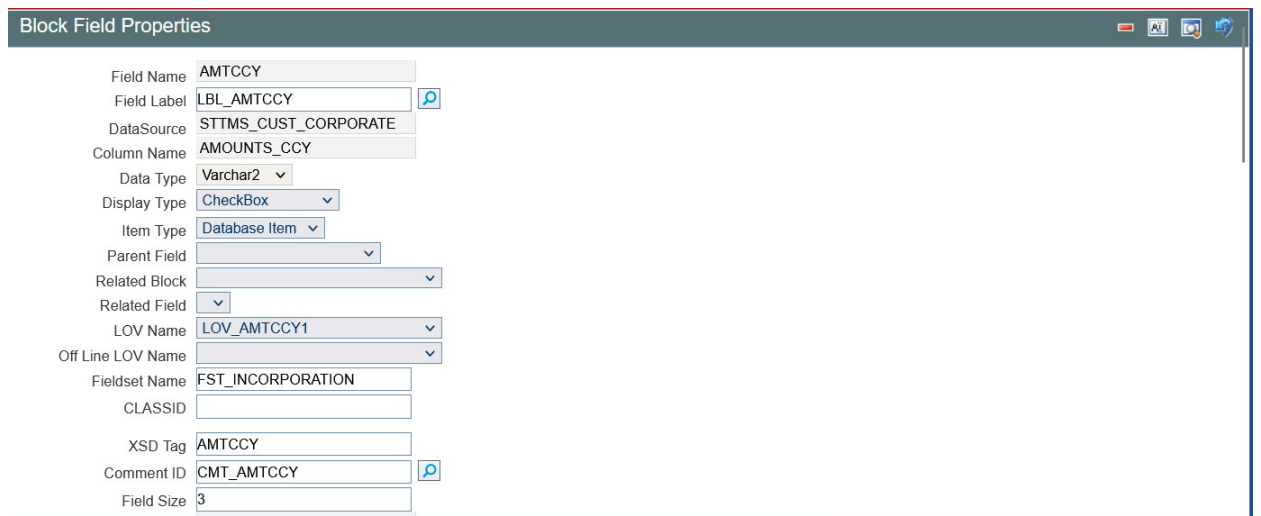 Block Field Properties
Field Name AMTCCY
Field Label LBL_AMTCCY
DataSource STTMS_CUST_CORPORATE
Column Name AMOUNTS_CCY
Data Type Varchar2
Display Type CheckBox
Item Type Database Item
Parent Field
Related Block
Related Field
LOV Name LOV_AMTCCY1
Off Line LOV Name
Fieldset Name FST_INCORPORATION
CLASSID
XSD Tag AMTCCY
Comment ID CMT_AMTCCY
Field Size 3